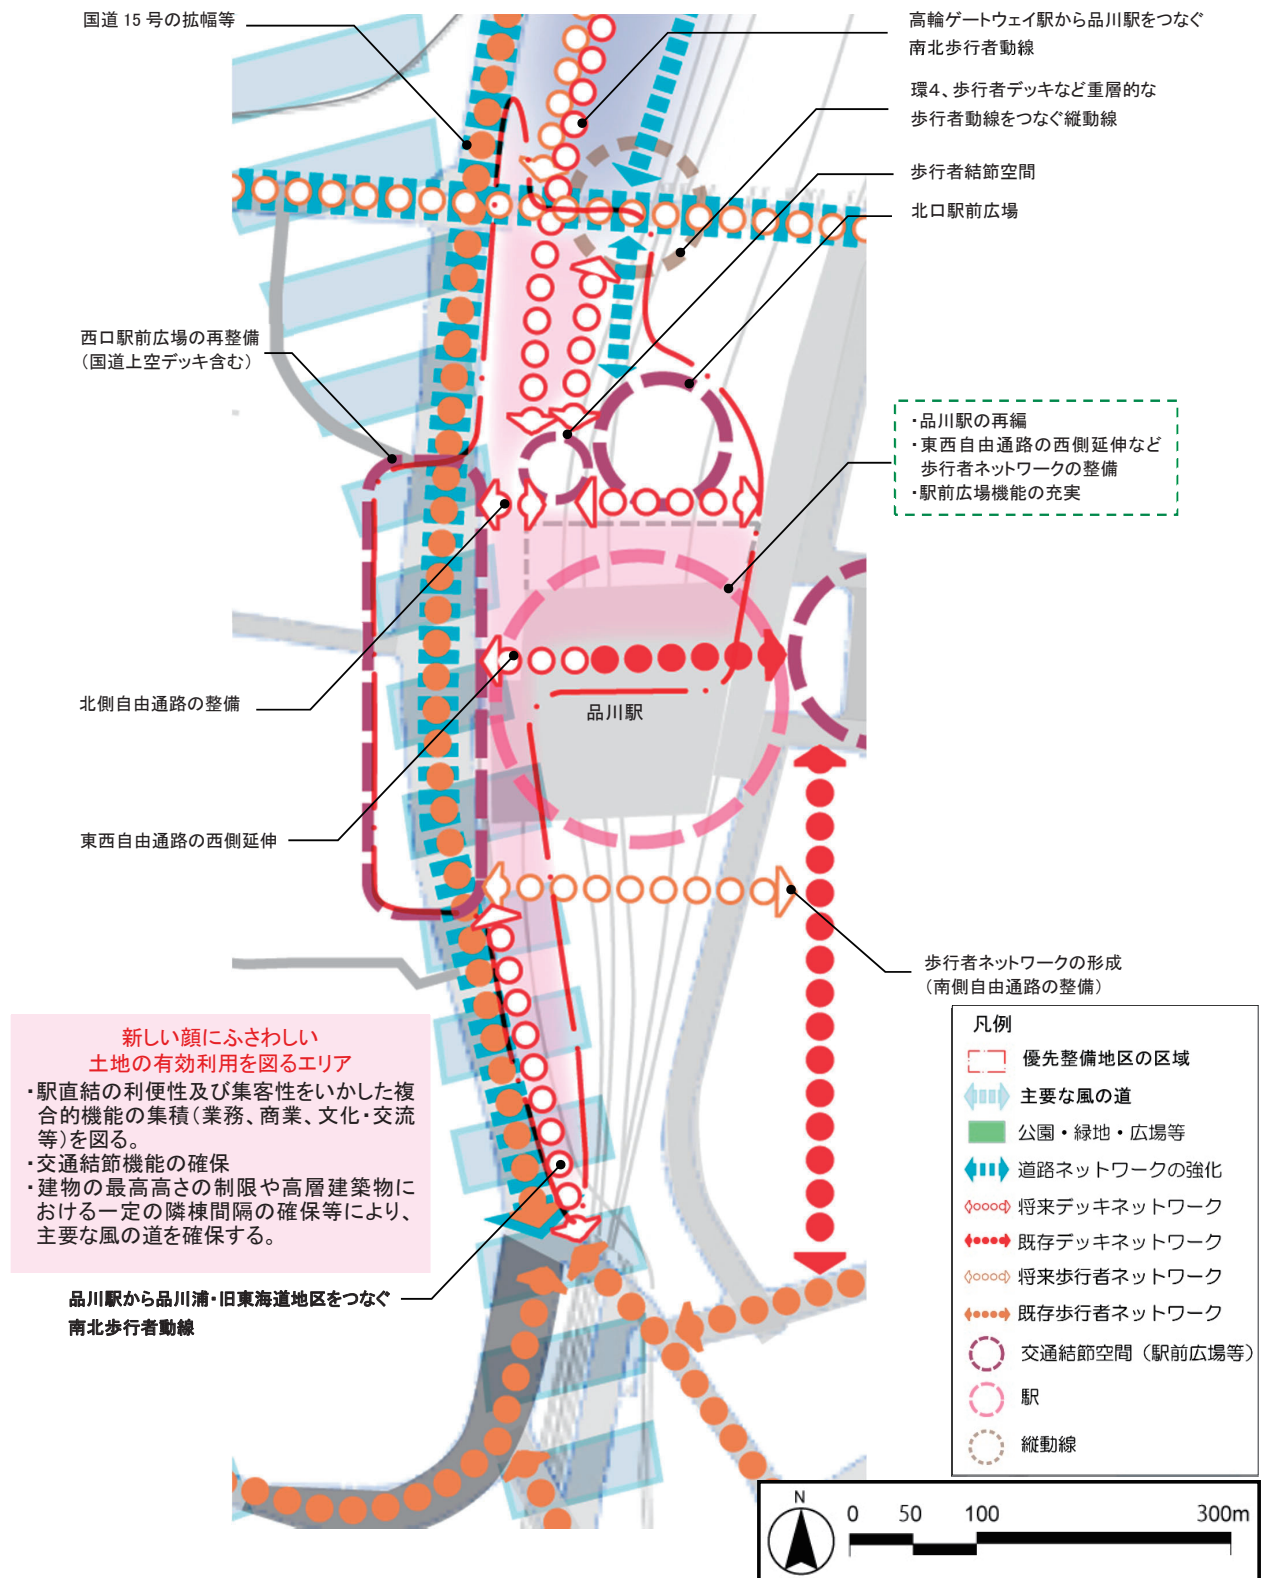 国道 15 号の拡幅等
高輪ゲートウェイ駅から品川駅をつなぐ
南北歩行者動線
環4、歩行者デッキなど重層的な
歩行者動線をつなぐ縦動線
歩行者結節空間
北口駅前広場
西口駅前広場の再整備
（国道上空デッキ含む）
・品川駅の再編
・東西自由通路の西側延伸など
歩行者ネットワークの整備
・駅前広場機能の充実
北側自由通路の整備
品川駅
東西自由通路の西側延伸
歩行者ネットワークの形成
（南側自由通路の整備）
新しい顔にふさわしい
土地の有効利用を図るエリア
・駅直結の利便性及び集客性をいかした複
合的機能の集積（業務、商業、文化・交流
等）を図る。
・交通結節機能の確保
・建物の最高高さの制限や高層建築物に
おける一定の隣棟間隔の確保等により、
主要な風の道を確保する。
品川駅から品川浦・旧東海道地区をつなぐ
南北歩行者動線
凡例
優先整備地区の区域
主要な風の道
公園・緑地・広場等
道路ネットワークの強化
将来デッキネットワーク
既存デッキネットワーク
将来歩行者ネットワーク
既存歩行者ネットワーク
交通結節空間（駅前広場等）
駅
縦動線
N
0 50 100 300m